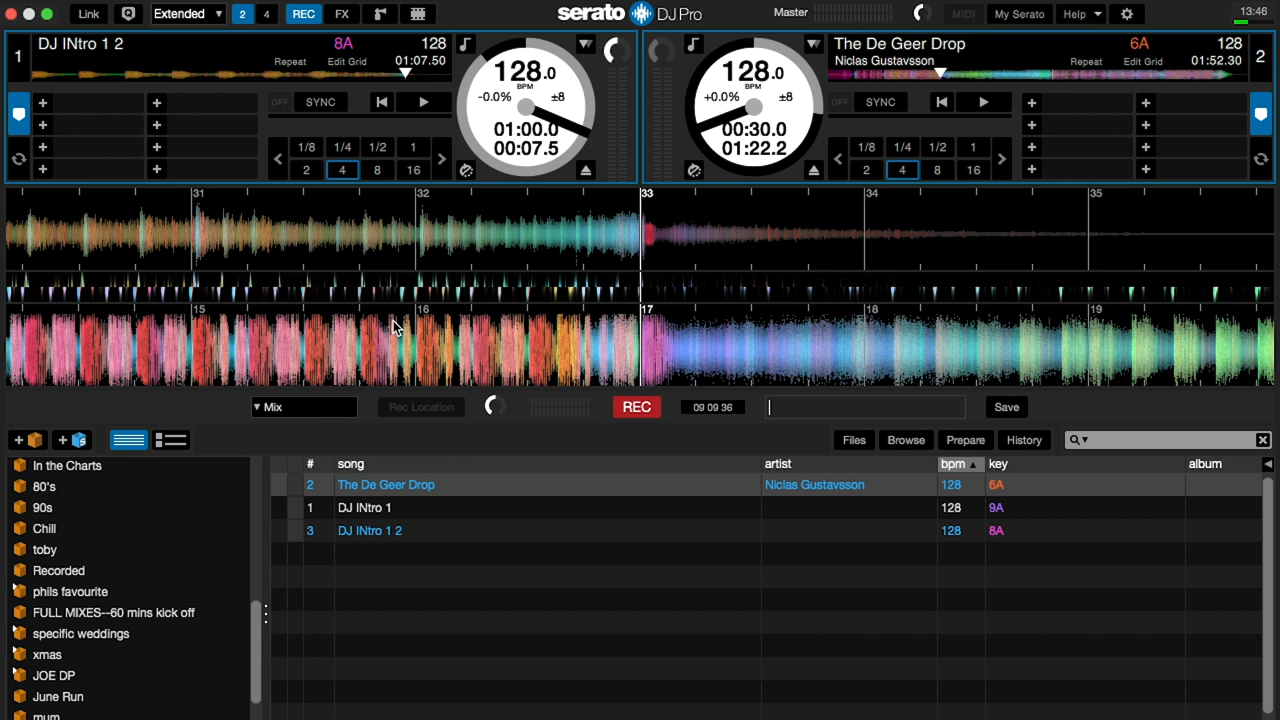 Link
Extended
2
4
REC
FX
serato DJ Pro
Master
MIDI
My Serato
Help
13:46
1
DJ INtro 1 2
8A
128
Repeat
Edit Grid
01:07.50
128.0
BPM
-0.0%
±8
01:00.0
00:07.5
OFF
SYNC
1/8
1/4
1/2
1
2
4
8
16
128.0
BPM
+0.0%
±8
00:30.0
01:22.2
The De Geer Drop
6A
128
2
Niclas Gustavsson
Repeat
Edit Grid
01:52.30
OFF
SYNC
1/8
1/4
1/2
1
2
4
8
16
31
32
33
34
35
15
16
17
18
19
Mix
Rec Location
REC
09 09 36
Save
Files
Browse
Prepare
History
In the Charts
80's
90s
Chill
toby
Recorded
phils favourite
FULL MIXES--60 mins kick off
specific weddings
xmas
JOE DP
June Run
mum
# song artist bpm key album
2 The De Geer Drop Niclas Gustavsson 128 6A
1 DJ INtro 1 128 9A
3 DJ INtro 1 2 128 8A